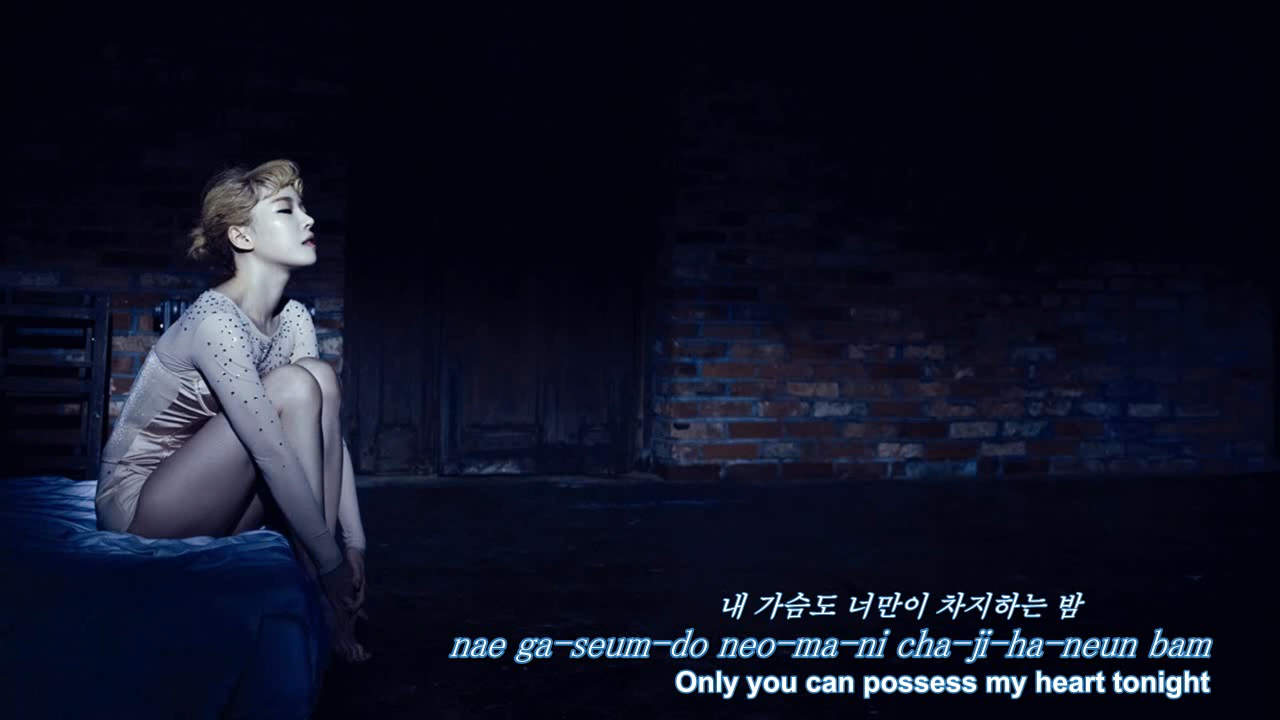 내 가슴도 너만이 차지하는 밤
nae ga-seum-do neo-ma-ni cha-ji-ha-neun bam
Only you can possess my heart tonight